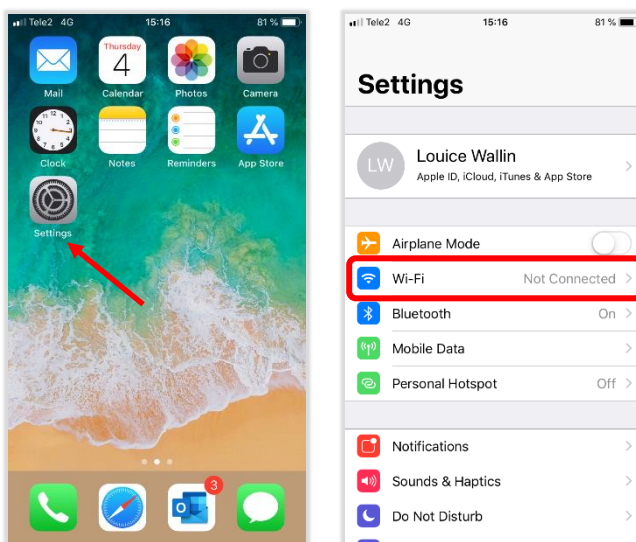 Tele2 4G 15:16 81 %
Thursday
4
Mail Calendar Photos Camera
12
Clock Notes Reminders App Store
Settings
3
Tele2 4G 15:16 81 %
Settings
LW
Louice Wallin
Apple ID, iCloud, iTunes & App Store
Airplane Mode
Wi-Fi Not Connected
Bluetooth On
Mobile Data
Personal Hotspot Off
Notifications
Sounds & Haptics
Do Not Disturb